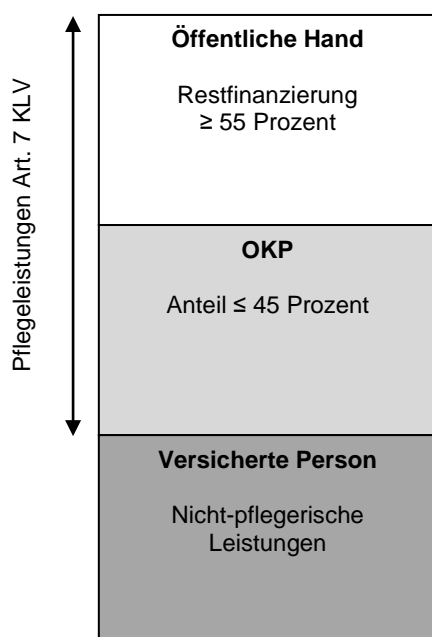 Pflegeleistungen Art. 7 KLV
Öffentliche Hand
Restfinanzierung
≥ 55 Prozent
OKP
Anteil ≤ 45 Prozent
Versicherte Person
Nicht-pflegerische
Leistungen